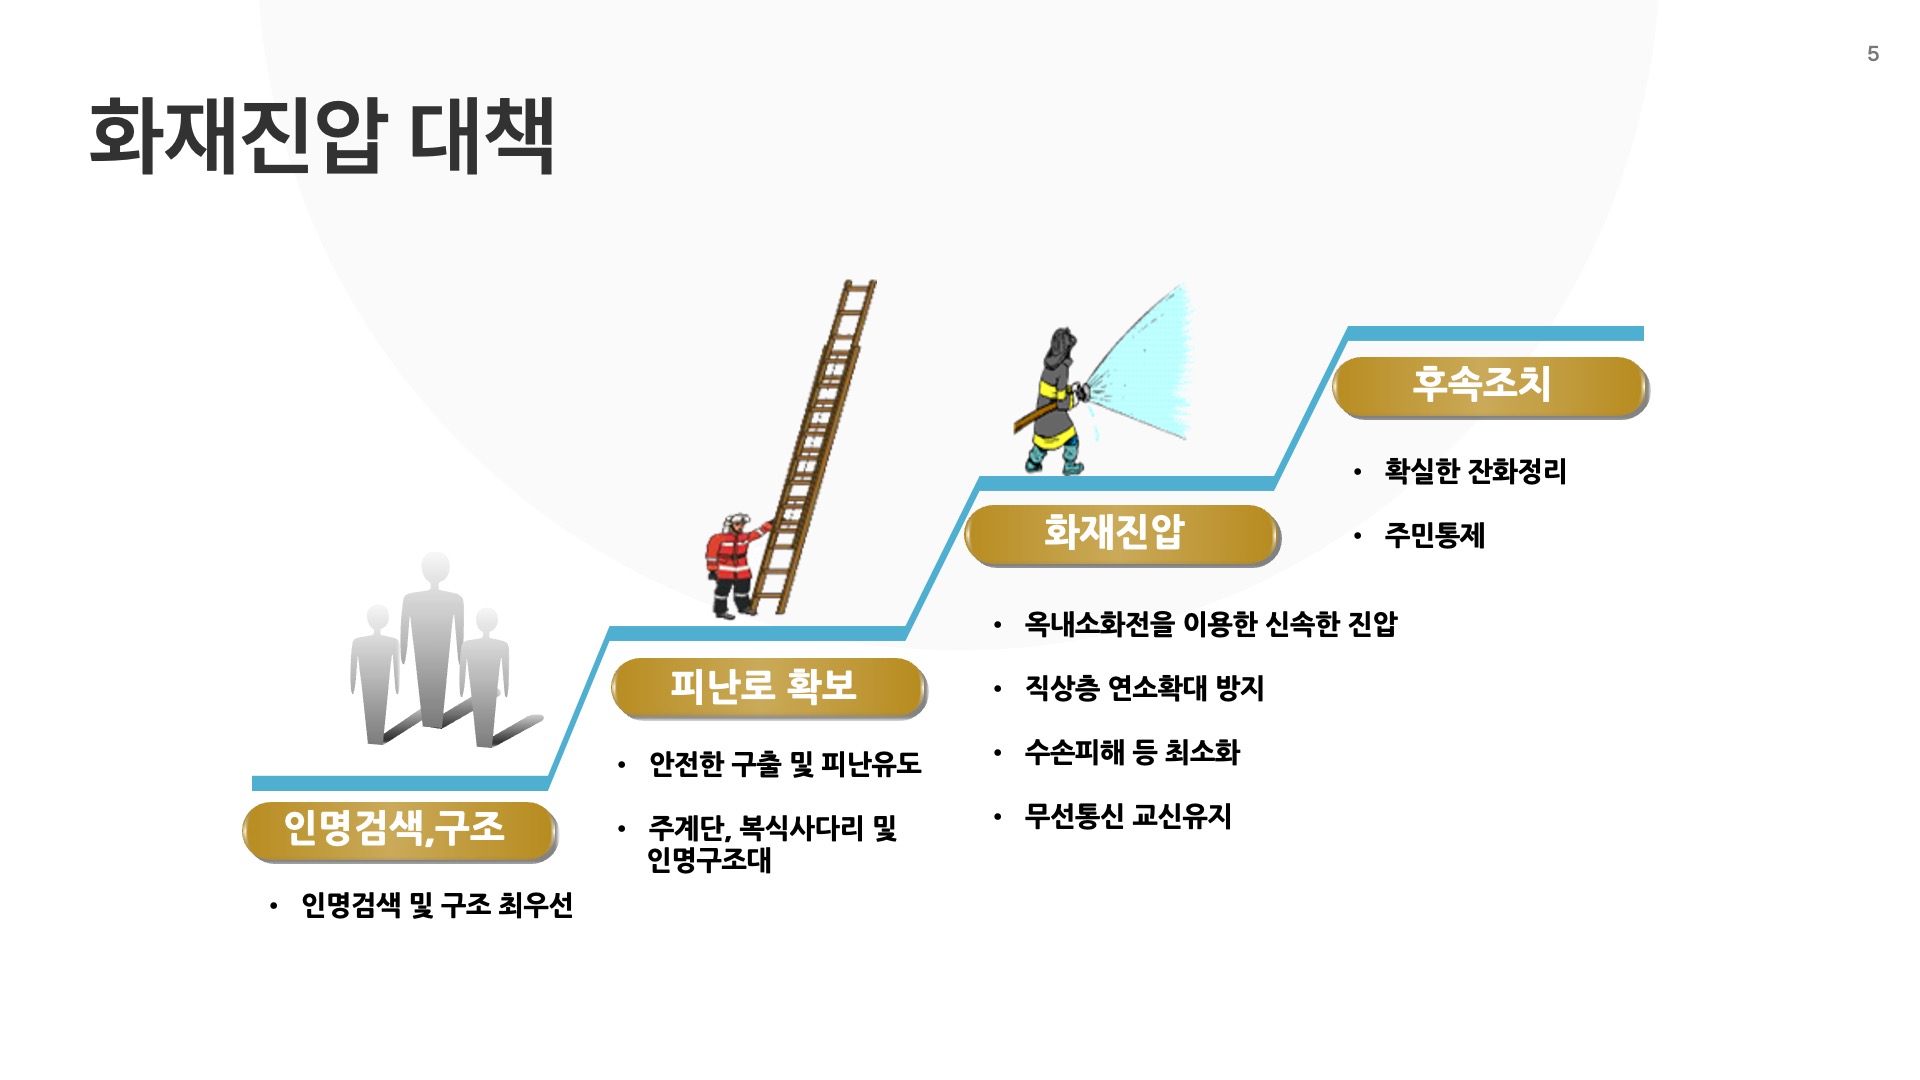 5
화재진압 대책
인명검색,구조
• 인명검색 및 구조 최우선
피난로 확보
• 안전한 구출 및 피난유도
• 주계단, 복식사다리 및
인명구조대
화재진압
• 옥내소화전을 이용한 신속한 진압
• 직상층 연소확대 방지
• 수손피해 등 최소화
• 무선통신 교신유지
후속조치
• 확실한 잔화정리
• 주민통제